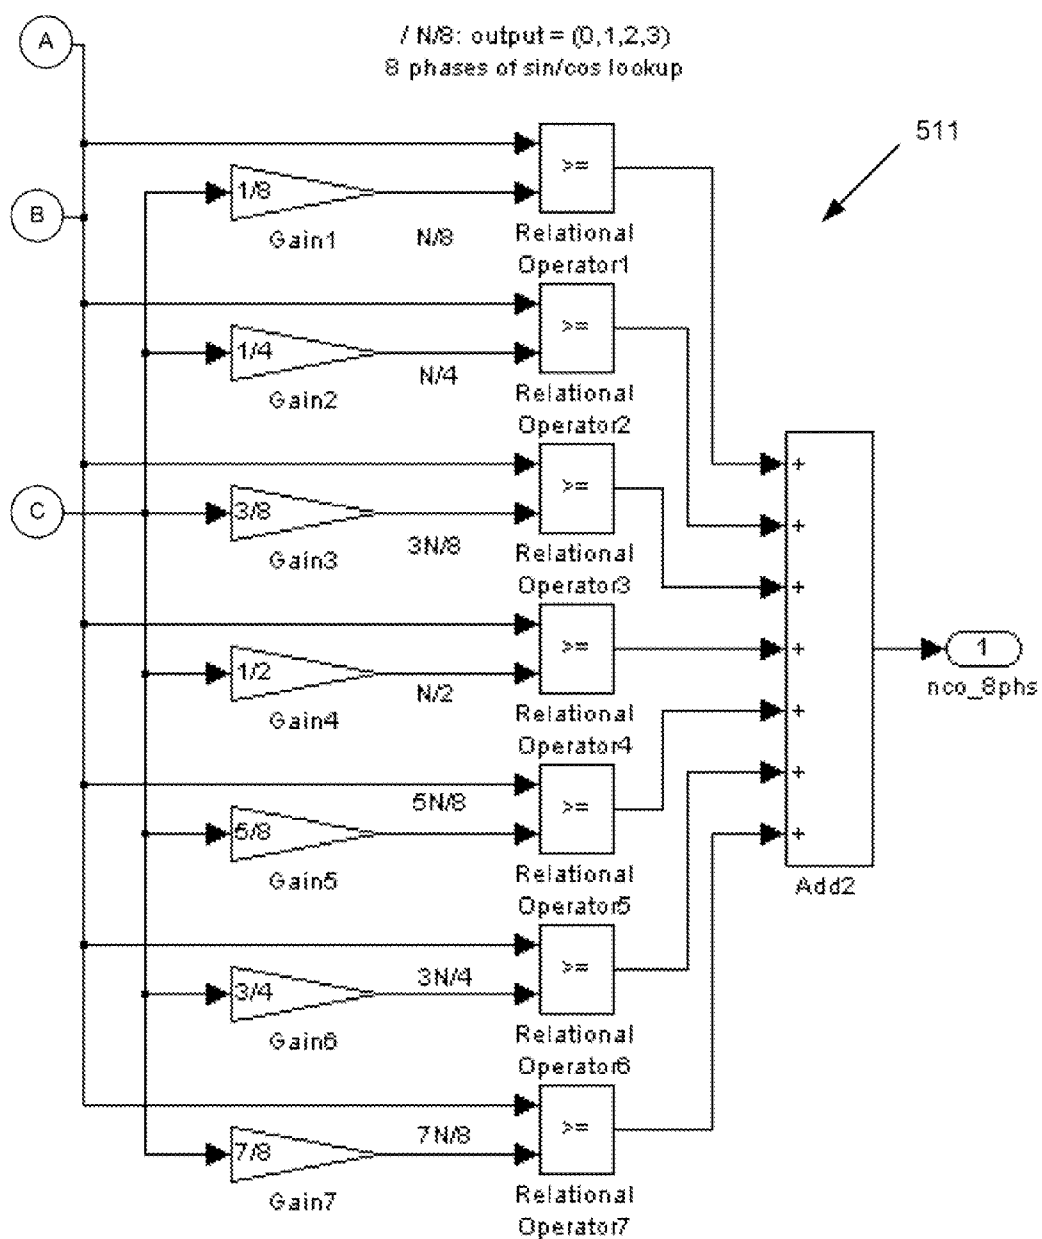 A
/ N/8: output = (0,1,2,3)
8 phases of sin/cos lookup
511
>=
1/8
B
Gain1
N/8
Relational
Operator1
>=
1/4
N/4
Gain2
Relational
Operator2
+
>=
C
3/8
+
3N/8
Gain3
Relational
Operator3
+
>=
+
1
1/2
nco_8phs
N/2
Gain4
Relational
Operator4
+
>=
+
5N/8
5/8
+
Gain5
Relational
Add2
Operator5
>=
3N/4
3/4
Gain6
Relational
Operator6
>=
7N/8
7/8
Gain7
Relational
Operator7